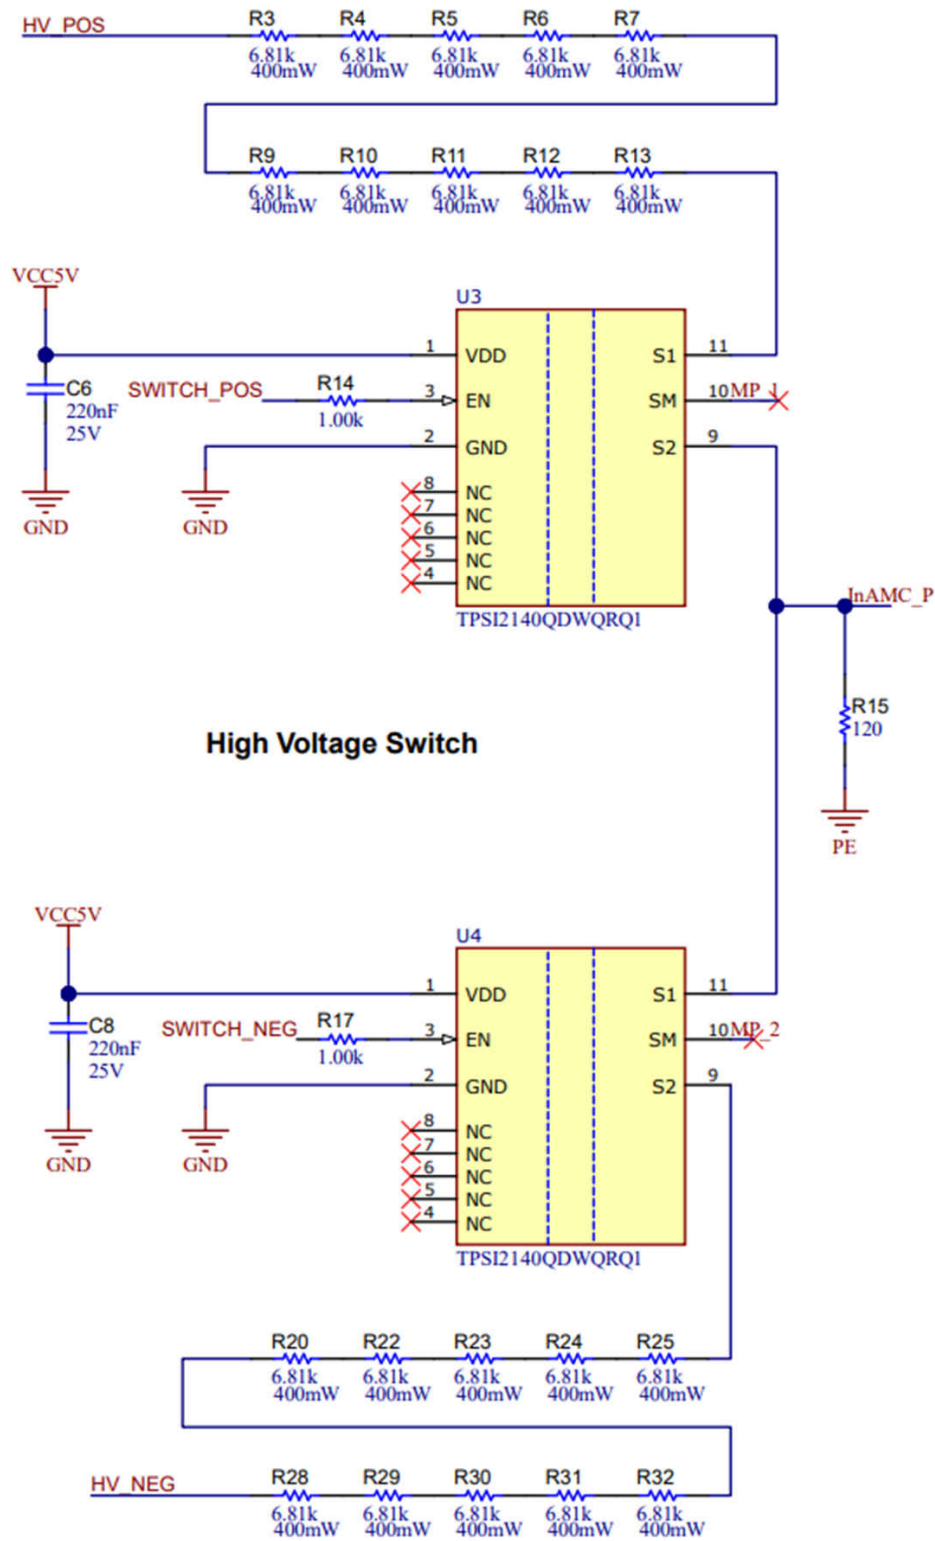 HV_POS
R3 R4 R5 R6 R7
6.81k 6.81k 6.81k 6.81k 6.81k
400mW 400mW 400mW 400mW 400mW
R9 R10 R11 R12 R13
6.81k 6.81k 6.81k 6.81k 6.81k
400mW 400mW 400mW 400mW 400mW
VCC5V
U3
1 VDD S1 11
C6
220nF
25V
SWITCH_POS R14 3 EN SM 10 MP_1
1.00k
2 GND S2 9
GND GND
8 NC
7 NC
6 NC
5 NC
4 NC
TPSI2140QDWQRQ1
InAMC_P
R15
120
PE
High Voltage Switch
VCC5V
U4
1 VDD S1 11
C8
220nF
25V
SWITCH_NEG R17 3 EN SM 10 MP_2
1.00k
2 GND S2 9
GND GND
8 NC
7 NC
6 NC
5 NC
4 NC
TPSI2140QDWQRQ1
R20 R22 R23 R24 R25
6.81k 6.81k 6.81k 6.81k 6.81k
400mW 400mW 400mW 400mW 400mW
HV_NEG
R28 R29 R30 R31 R32
6.81k 6.81k 6.81k 6.81k 6.81k
400mW 400mW 400mW 400mW 400mW